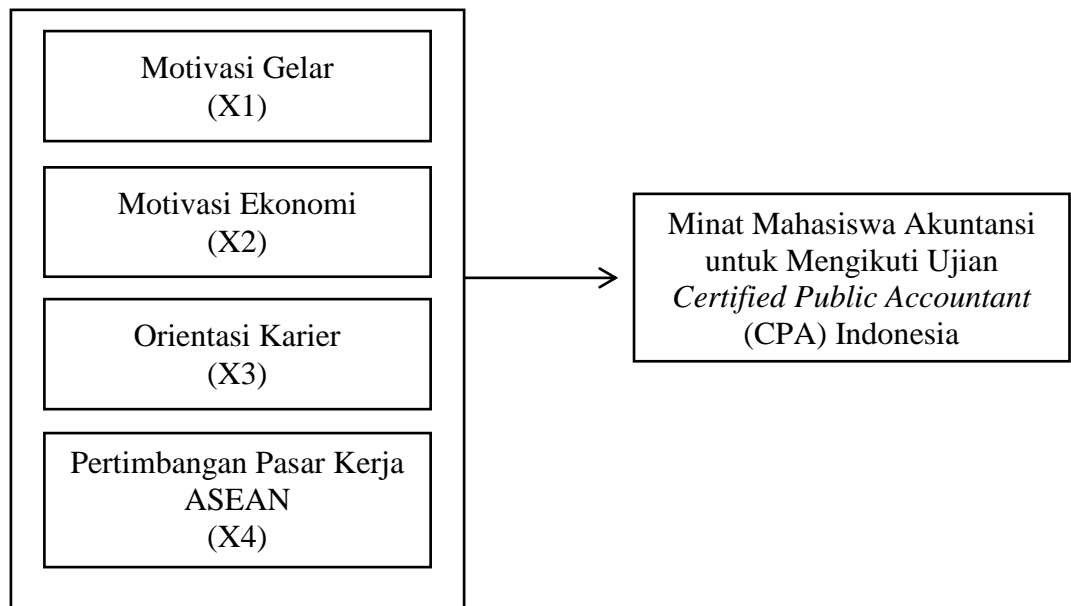 Motivasi Gelar
(X1)
Motivasi Ekonomi
(X2)
Orientasi Karier
(X3)
Pertimbangan Pasar Kerja
ASEAN
(X4)
Minat Mahasiswa Akuntansi
untuk Mengikuti Ujian
Certified Public Accountant
(CPA) Indonesia